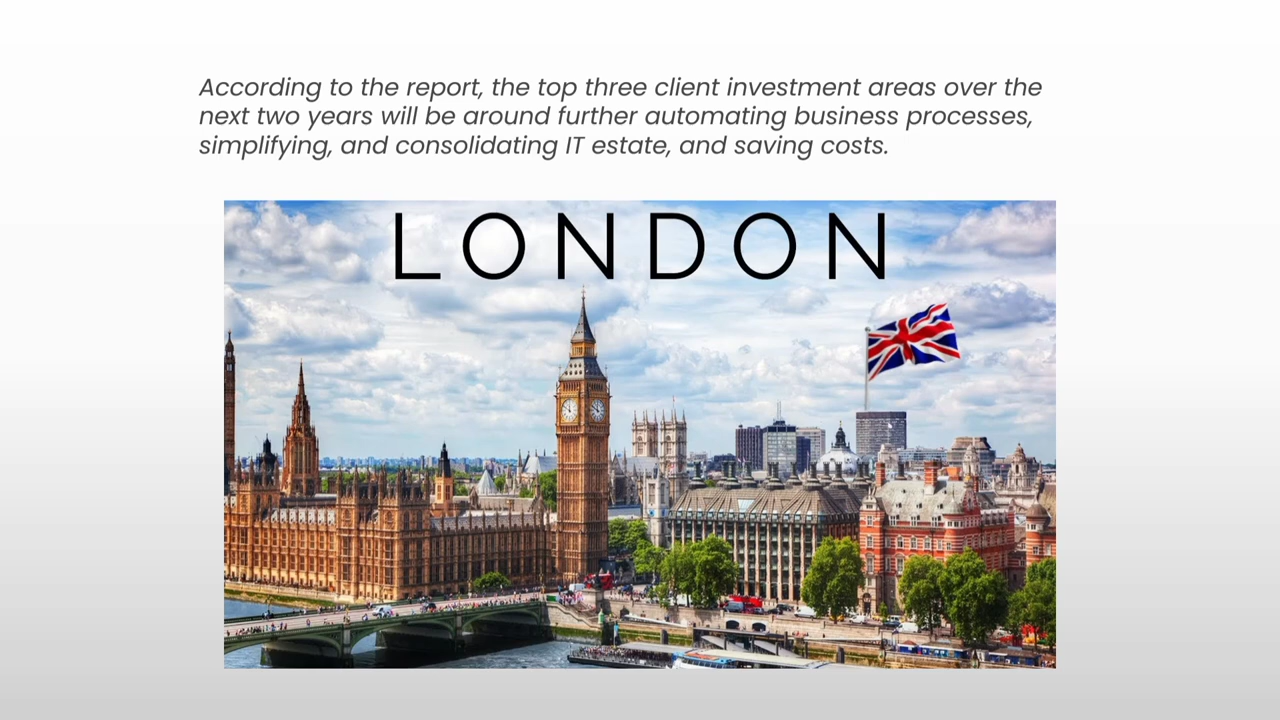 According to the report, the top three client investment areas over the
next two years will be around further automating business processes,
simplifying, and consolidating IT estate, and saving costs.
LONDON